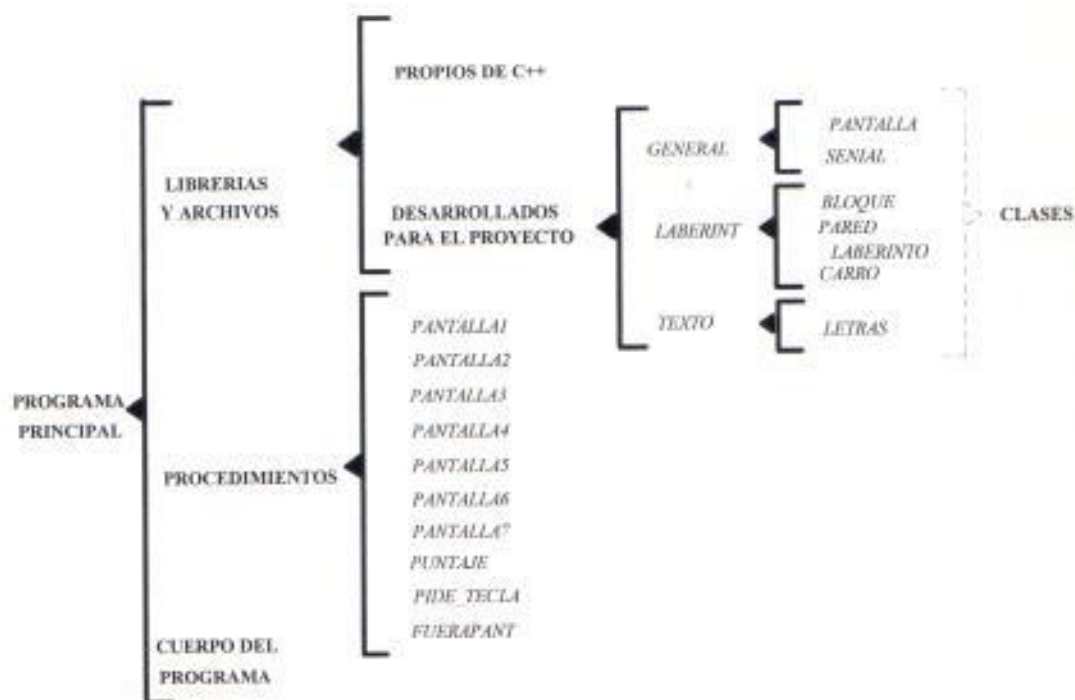 PROGRAMA
PRINCIPAL
LIBRERIAS
Y ARCHIVOS
PROPIOS DE C++
DESARROLLADOS
PARA EL PROYECTO
GENERAL
PANTALLA
SENIAL
LABERINT
BLOQUE
PARED
LABERINTO
CARRO
TEXTO
LETRAS
CLASES
PROCEDIMIENTOS
PANTALLA1
PANTALLA2
PANTALLA3
PANTALLA4
PANTALLA5
PANTALLA6
PANTALLA7
PUNTAJE
PIDE_TECLA
FUERAPANT
CUERPO DEL
PROGRAMA